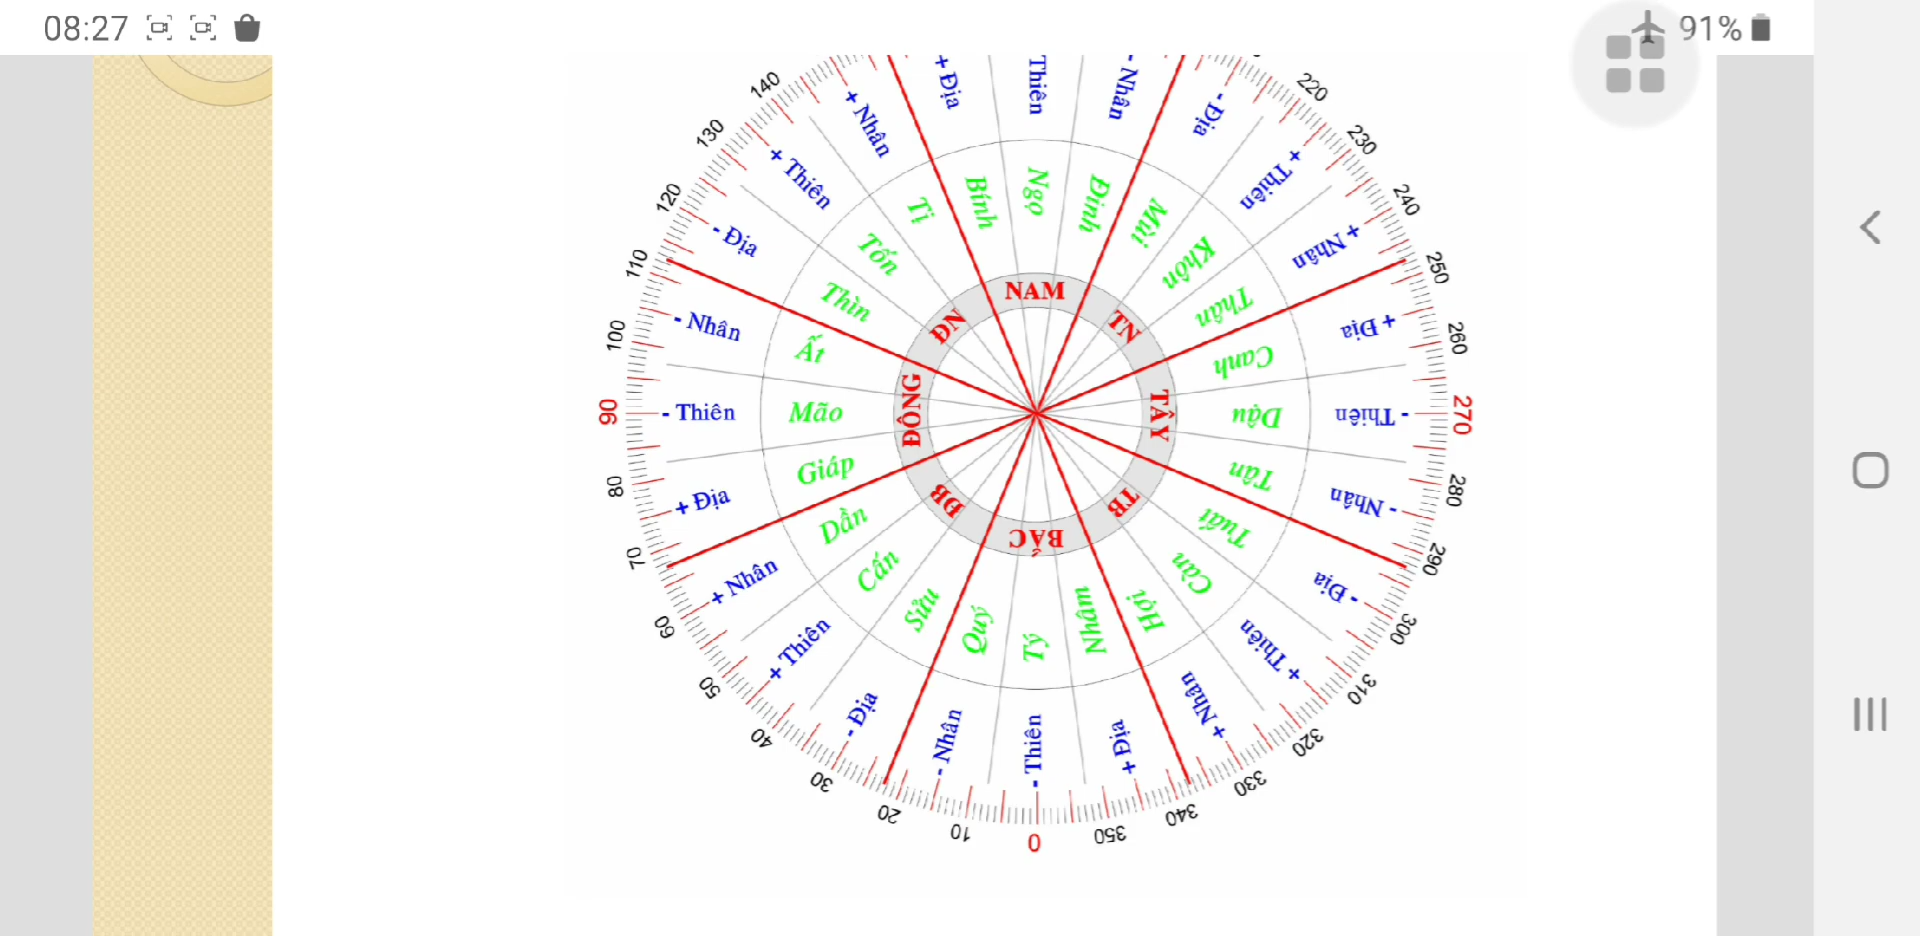 08:27
91%
140
130
120
110
100
90
80
70
60
50
40
30
20
10
0
350
340
330
320
310
300
290
280
270
260
250
240
230
220
+ Địa
Thiên
- Nhân
- Địa
+ Thiên
+ Nhân
+ Địa
- Thiên
- Nhân
- Địa
+ Thiên
+ Nhân
+ Địa
- Thiên
- Nhân
- Địa
+ Thiên
+ Nhân
+ Địa
- Thiên
- Nhân
- Địa
+ Thiên
+ Nhân
Bính
Ngọ
Đinh
Mùi
Khôn
Thân
Canh
Dậu
Tân
Tuất
Càn
Hợi
Nhâm
Tý
Quý
Sửu
Cấn
Dần
Giáp
Mão
Ất
Thìn
Tốn
Tị
NAM
TN
TÂY
TB
BẮC
ĐB
ĐÔNG
ĐN